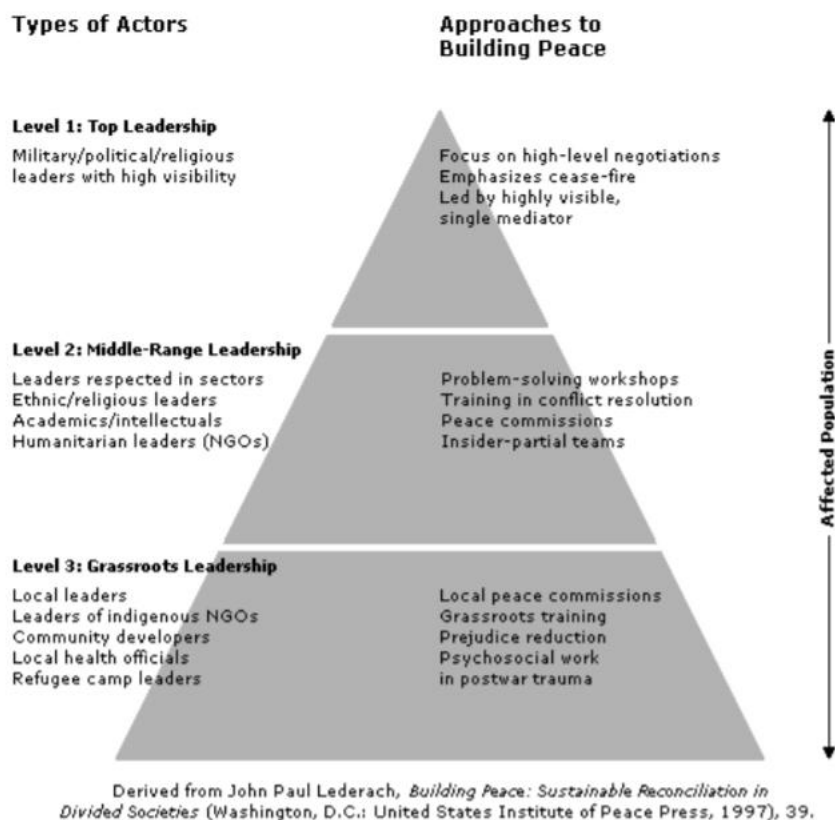 Types of Actors
Approaches to
Building Peace
Level 1: Top Leadership
Military/political/religious
leaders with high visibility
Focus on high-level negotiations
Emphasizes cease-fire
Led by highly visible,
single mediator
Level 2: Middle-Range Leadership
Leaders respected in sectors
Ethnic/religious leaders
Academics/intellectuals
Humanitarian leaders (NGOs)
Problem-solving workshops
Training in conflict resolution
Peace commissions
Insider-partial teams
Level 3: Grassroots Leadership
Local leaders
Leaders of indigenous NGOs
Community developers
Local health officials
Refugee camp leaders
Local peace commissions
Grassroots training
Prejudice reduction
Psychosocial work
in postwar trauma
Affected Population
Derived from John Paul Lederach, Building Peace: Sustainable Reconciliation in
Divided Societies (Washington, D.C.: United States Institute of Peace Press, 1997), 39.